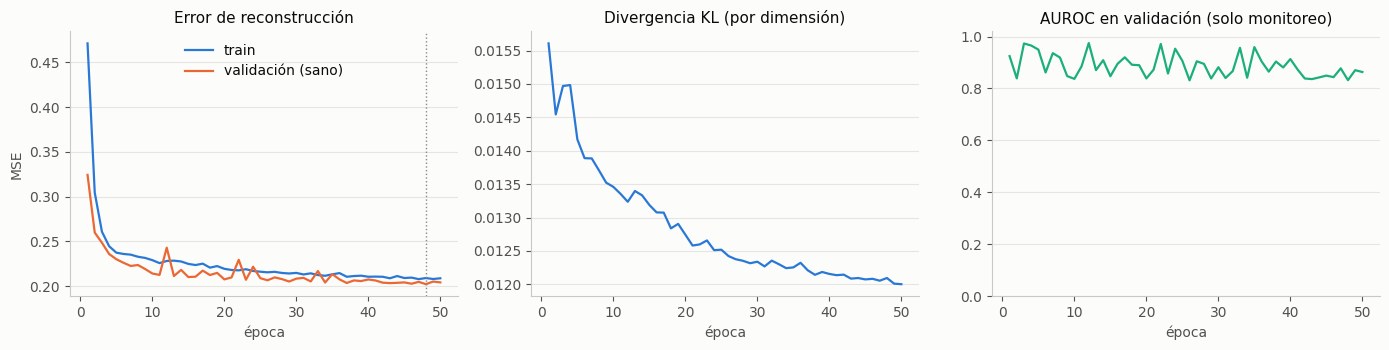 Error de reconstrucción
train
validación (sano)
MSE
0.45
0.40
0.35
0.30
0.25
0.20
0 10 20 30 40 50
época
Divergencia KL (por dimensión)
0.0155
0.0150
0.0145
0.0140
0.0135
0.0130
0.0125
0.0120
0 10 20 30 40 50
época
AUROC en validación (solo monitoreo)
1.0
0.8
0.6
0.4
0.2
0.0
0 10 20 30 40 50
época